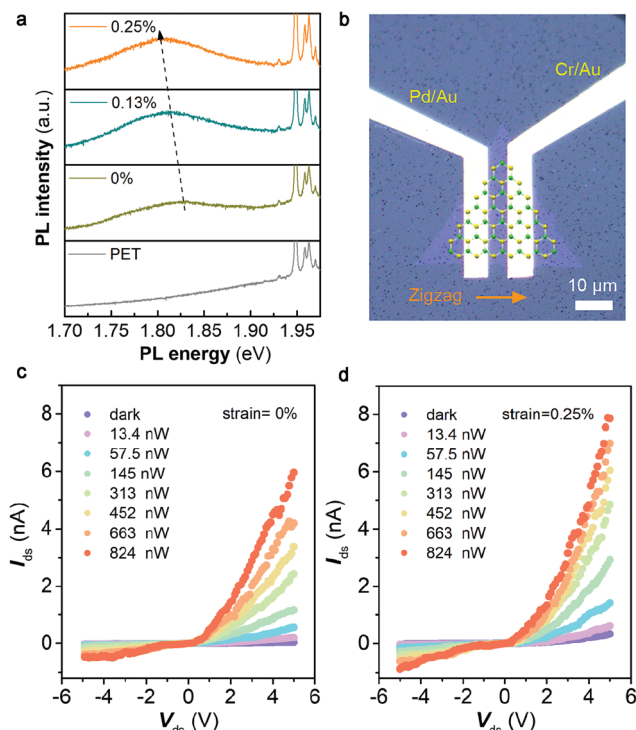 a
0.25%
0.13%
0%
PET
PL intensity (a.u.)
1.70 1.75 1.80 1.85 1.90 1.95
PL energy (eV)
b
Pd/Au
Cr/Au
Zigzag
10 μm
c
dark
13.4 nW
57.5 nW
145 nW
313 nW
452 nW
663 nW
824 nW
strain= 0%
8
6
4
2
0
Ids (nA)
-6 -4 -2 0 2 4 6
Vds (V)
d
dark
13.4 nW
57.5 nW
145 nW
313 nW
452 nW
663 nW
824 nW
strain=0.25%
8
6
4
2
0
Ids (nA)
-6 -4 -2 0 2 4 6
Vds (V)